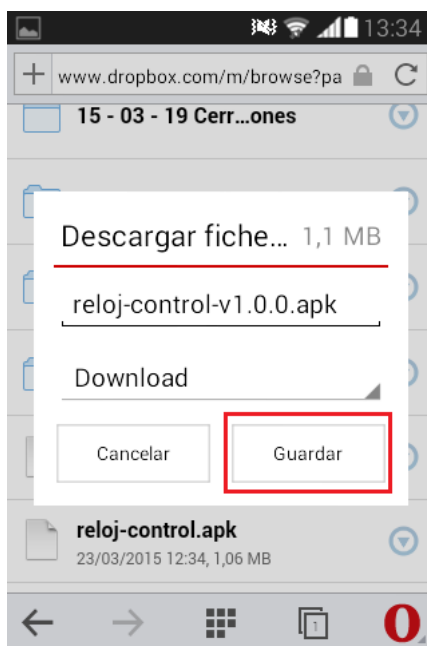 13:34
www.dropbox.com/m/browse?pa
15 - 03 - 19 Cerr...ones
Descargar fiche... 1,1 MB
reloj-control-v1.0.0.apk
Download
Cancelar Guardar
reloj-control.apk
23/03/2015 12:34, 1,06 MB
1